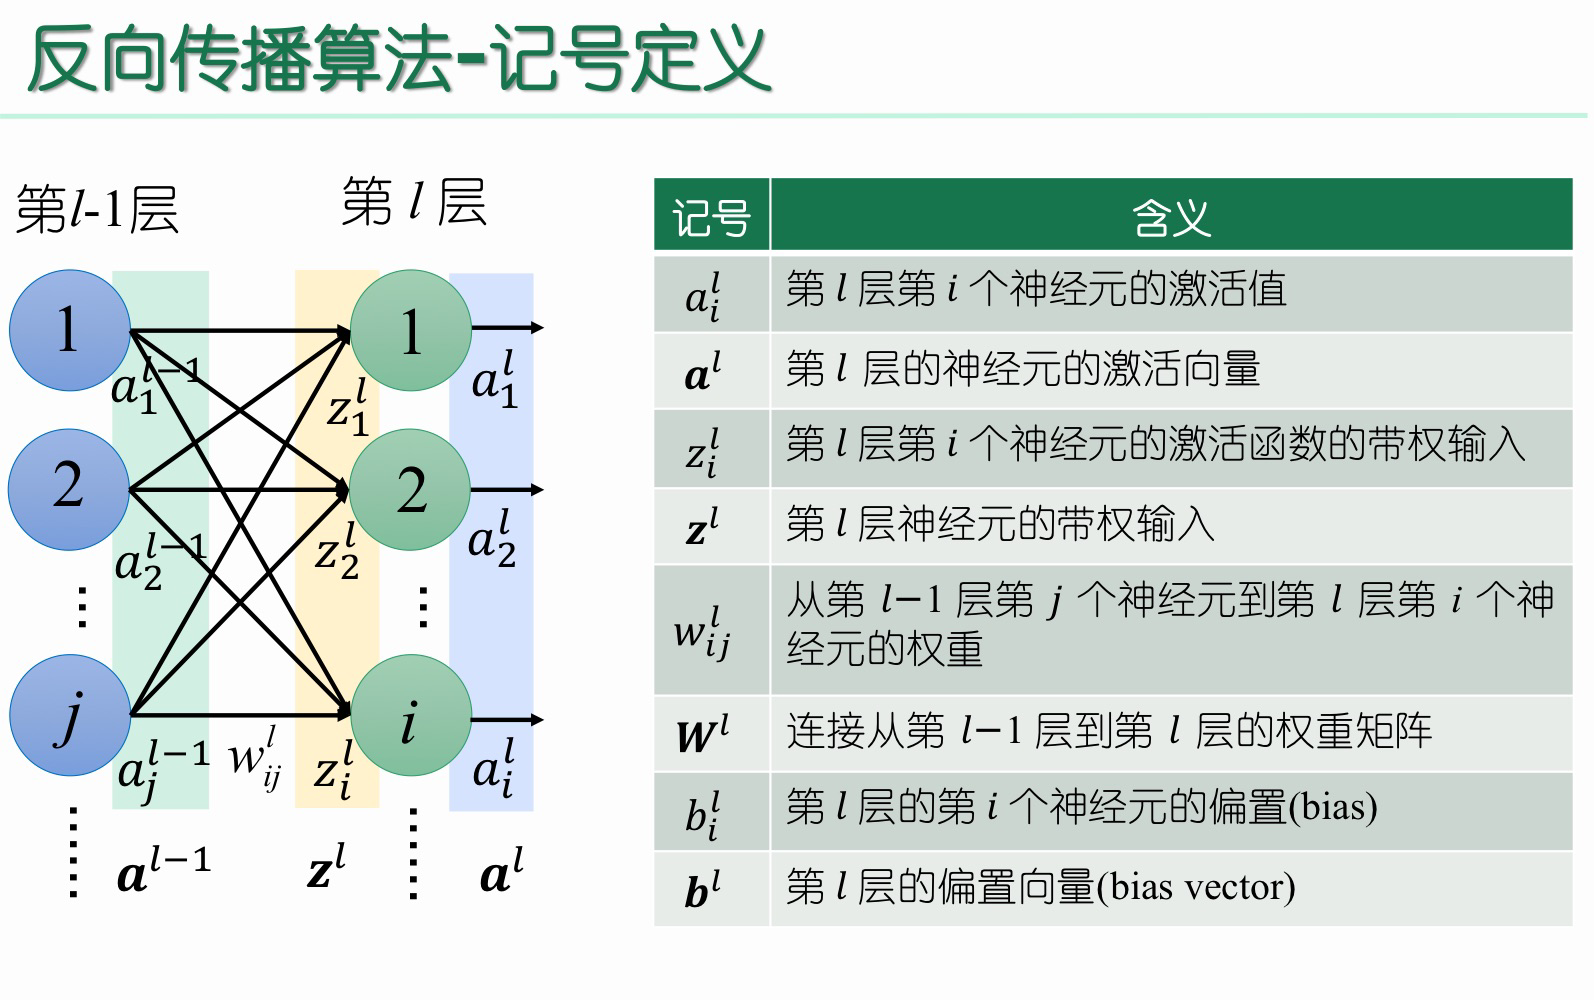 反向传播算法-记号定义
第l-1层
第 l 层
1
1
a_1^{l-1}
z_1^l
a_1^l
2
2
a_2^{l-1}
z_2^l
a_2^l
⋮
⋮
j
i
a_j^{l-1}
w_{ij}^l
z_i^l
a_i^l
a^{l-1}
z^l
a^l
记号 含义
a_i^l 第 l 层第 i 个神经元的激活值
a^l 第 l 层的神经元的激活向量
z_i^l 第 l 层第 i 个神经元的激活函数的带权输入
z^l 第 l 层神经元的带权输入
w_{ij}^l 从第 l−1 层第 j 个神经元到第 l 层第 i 个神
经元的权重
W^l 连接从第 l−1 层到第 l 层的权重矩阵
b_i^l 第 l 层的第 i 个神经元的偏置(bias)
b^l 第 l 层的偏置向量(bias vector)